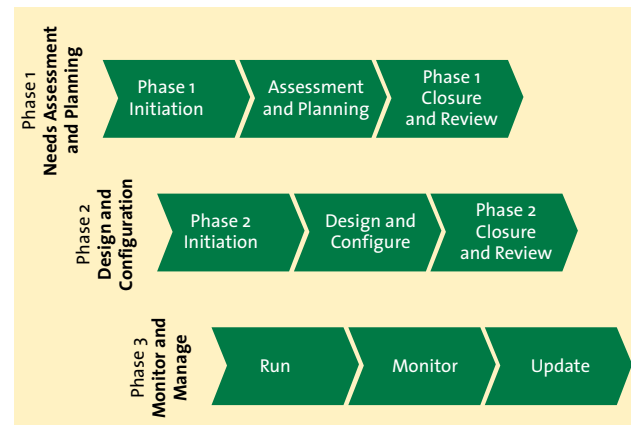 Phase 1
Needs Assessment
and Planning
Phase 1
Initiation
Assessment
and Planning
Phase 1
Closure
and Review
Phase 2
Design and
Configuration
Phase 2
Initiation
Design and
Configure
Phase 2
Closure
and Review
Phase 3
Monitor and
Manage
Run
Monitor
Update